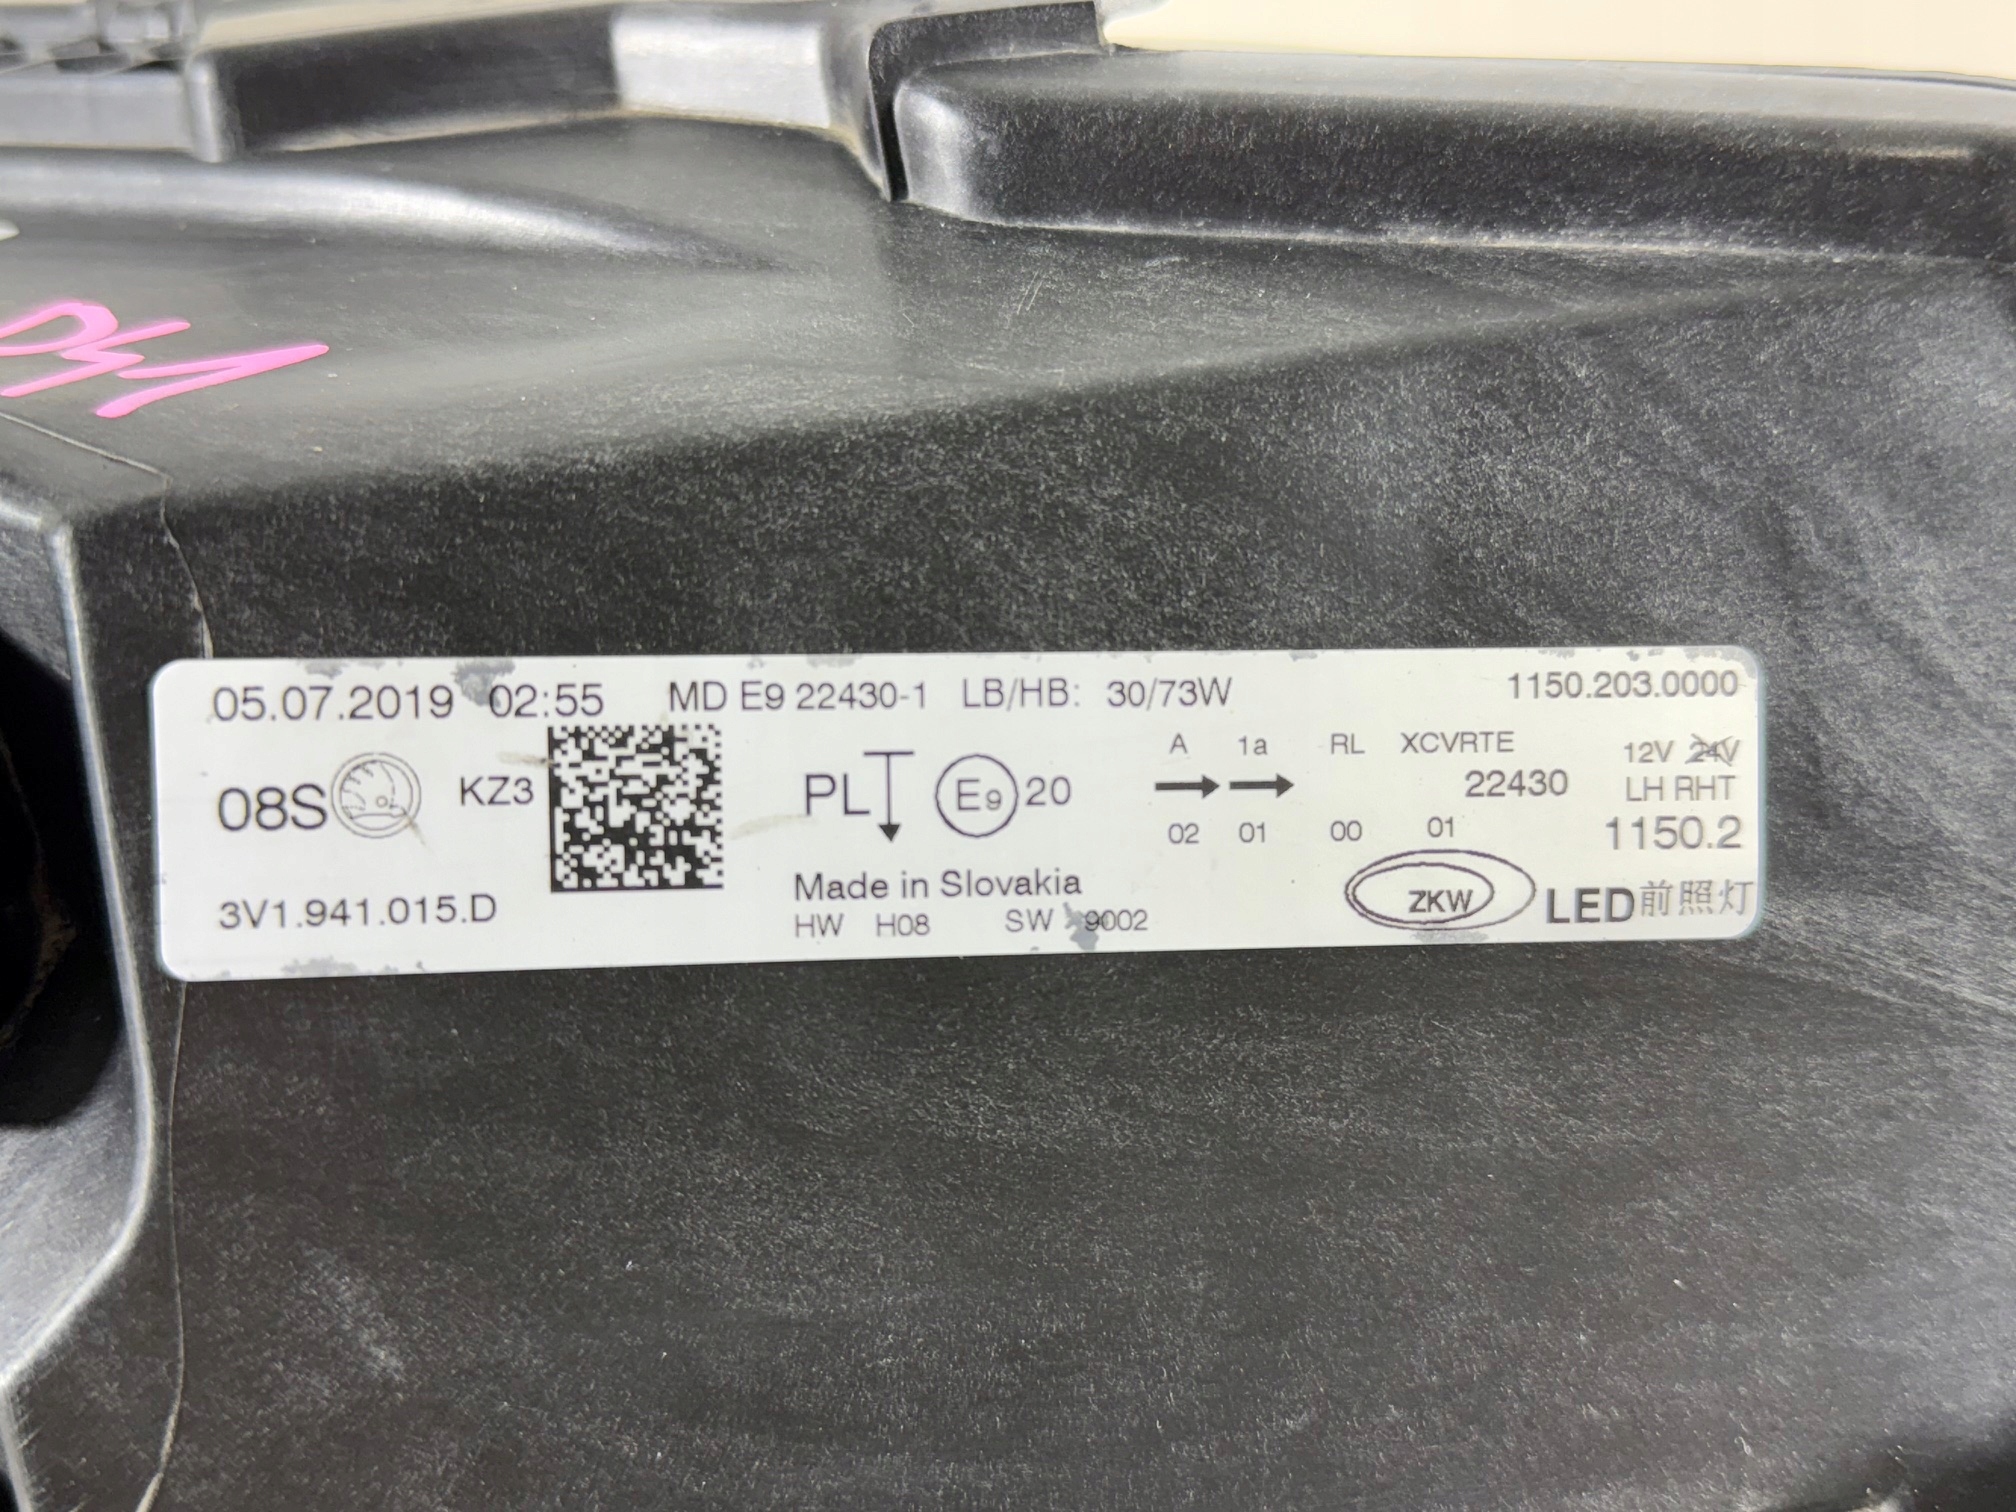 041
05.07.2019 02:55 MD E9 22430-1 LB/HB: 30/73W 1150.203.0000
A 1a RL XCVRTE 12V 24V
08S KZ3 PL E9 20 22430 LH RHT
02 01 00 01 1150.2
3V1.941.015.D Made in Slovakia ZKW LED前照灯
HW H08 SW 9002